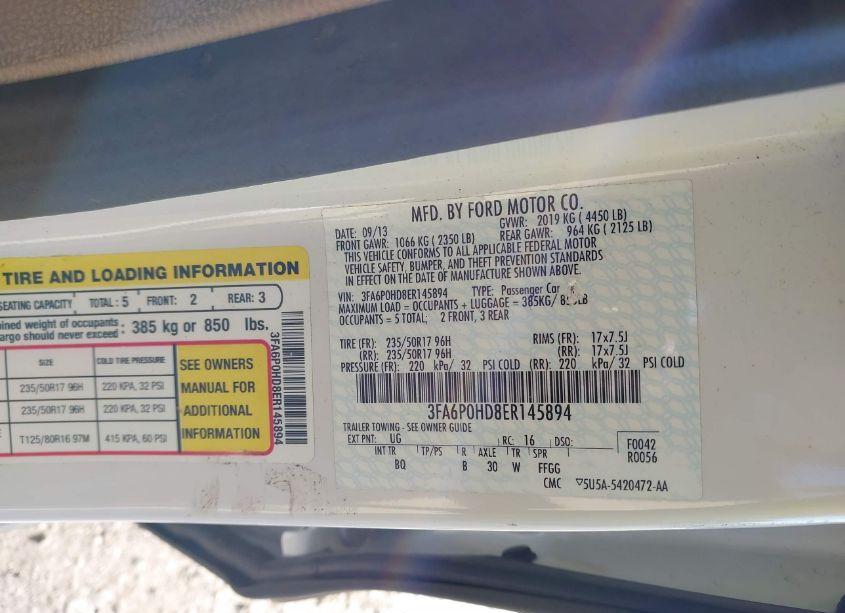 TIRE AND LOADING INFORMATION
SEATING CAPACITY TOTAL: 5 FRONT: 2 REAR: 3
weight of occupants
cargo should never exceed: 385 kg or 850 lbs.
SIZE COLD TIRE PRESSURE
235/50R17 96H 220 KPA, 32 PSI
235/50R17 96H 220 KPA, 32 PSI
T125/80R16 97M 415 KPA, 60 PSI
SEE OWNERS
MANUAL FOR
ADDITIONAL
INFORMATION
3FA6P0HD8ER145894
MFD. BY FORD MOTOR CO.
DATE: 09/13 GVWR: 2019 KG ( 4450 LB)
FRONT GAWR: 1066 KG ( 2350 LB) REAR GAWR: 964 KG ( 2125 LB)
THIS VEHICLE CONFORMS TO ALL APPLICABLE FEDERAL MOTOR
VEHICLE SAFETY, BUMPER, AND THEFT PREVENTION STANDARDS
IN EFFECT ON THE DATE OF MANUFACTURE SHOWN ABOVE.
VIN: 3FA6P0HD8ER145894 TYPE: Passenger Car
MAXIMUM LOAD = OCCUPANTS + LUGGAGE = 385KG/
OCCUPANTS = 5 TOTAL; 2 FRONT, 3 REAR
TIRE (FR): 235/50R17 96H RIMS (FR): 17x7.5J
(RR): 235/50R17 96H (RR): 17x7.5J
PRESSURE (FR): 220 kPa/ 32 PSI COLD (RR): 220 kPa/ 32 PSI COLD
3FA6P0HD8ER145894
TRAILER TOWING - SEE OWNER GUIDE
EXT PNT: UG RC: 16 DSO: F0042
R0056
INT TR TP/PS R AXLE TR SPR
BQ B 30 W FFGG
CMC ▽5U5A-5420472-AA